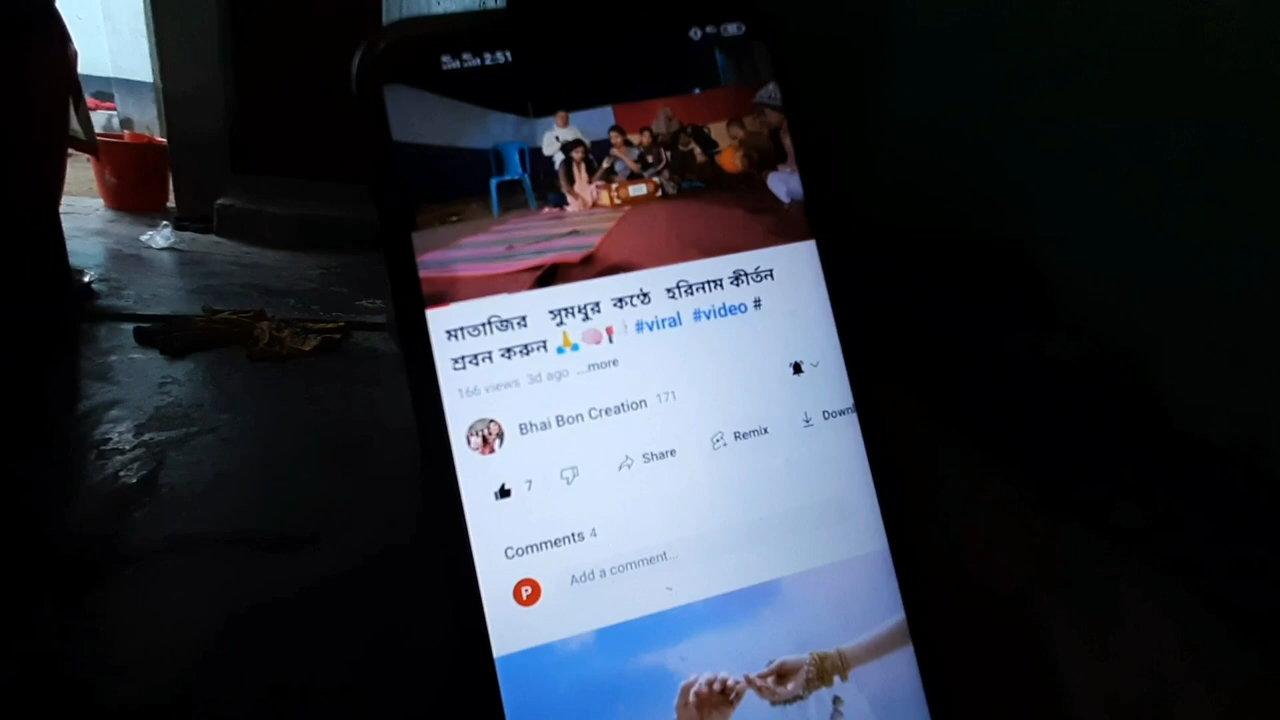 2:51
মাতাজির সুমধুর কণ্ঠে হরিনাম কীর্তন
শ্রবন করুন 🙏 #viral #video #
166 views 3d ago ...more
Bhai Bon Creation 171
7 Share Remix Downl
Comments 4
P Add a comment...